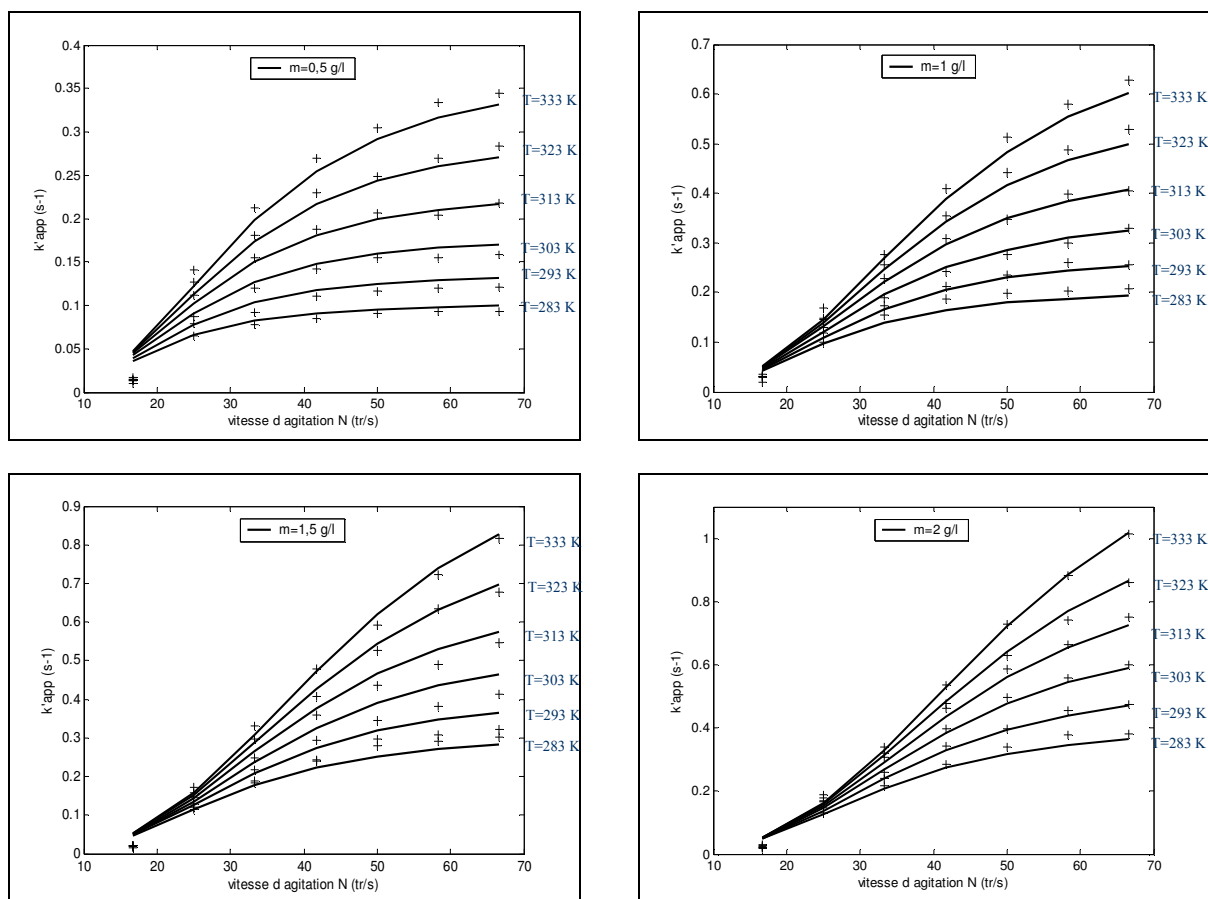 0.4
0.35
0.3
0.25
0.2
0.15
0.1
0.05
0
k'app (s-1)
m=0,5 g/l
T=333 K
T=323 K
T=313 K
T=303 K
T=293 K
T=283 K
10 20 30 40 50 60 70
vitesse d agitation N (tr/s)
0.7
0.6
0.5
0.4
0.3
0.2
0.1
0
k'app (s-1)
m=1 g/l
T=333 K
T=323 K
T=313 K
T=303 K
T=293 K
T=283 K
10 20 30 40 50 60 70
vitesse d agitation N (tr/s)
0.9
0.8
0.7
0.6
0.5
0.4
0.3
0.2
0.1
0
k'app (s-1)
m=1,5 g/l
T=333 K
T=323 K
T=313 K
T=303 K
T=293 K
T=283 K
10 20 30 40 50 60 70
vitesse d agitation N (tr/s)
1
0.8
0.6
0.4
0.2
0
k'app (s-1)
m=2 g/l
T=333 K
T=323 K
T=313 K
T=303 K
T=293 K
T=283 K
10 20 30 40 50 60 70
vitesse d agitation N (tr/s)